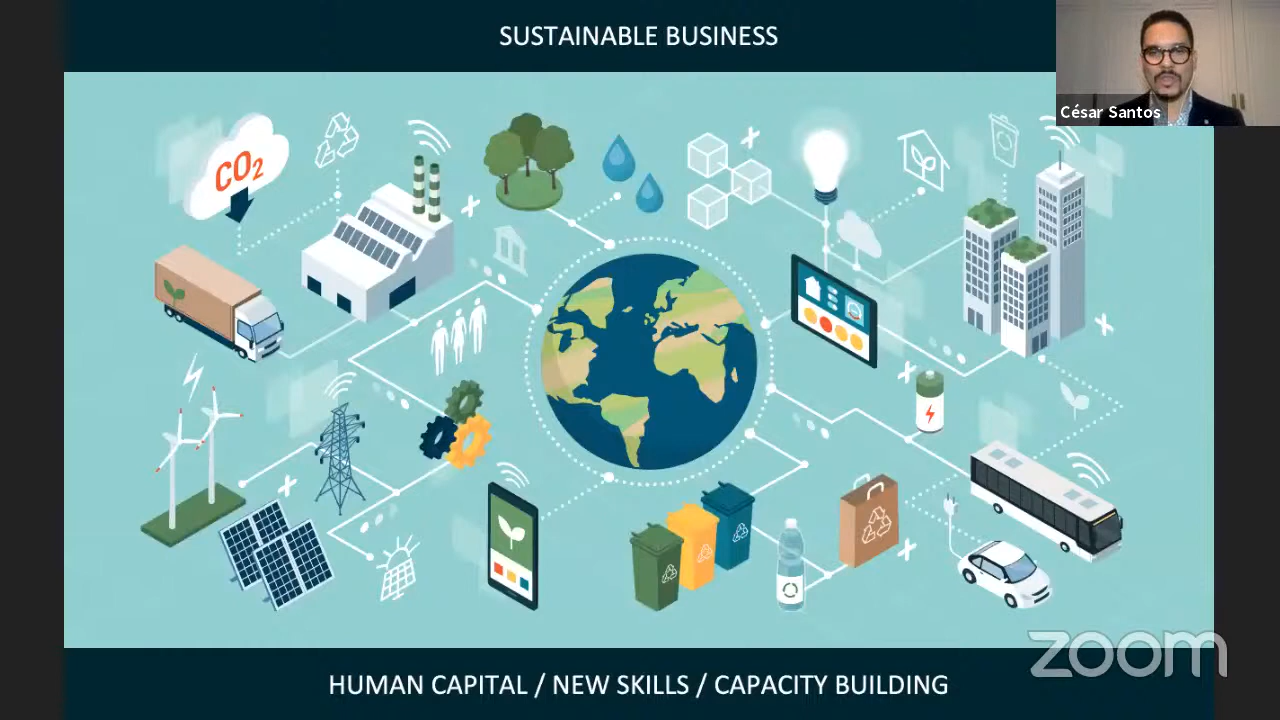 SUSTAINABLE BUSINESS
César Santos
CO2
zoom
HUMAN CAPITAL / NEW SKILLS / CAPACITY BUILDING